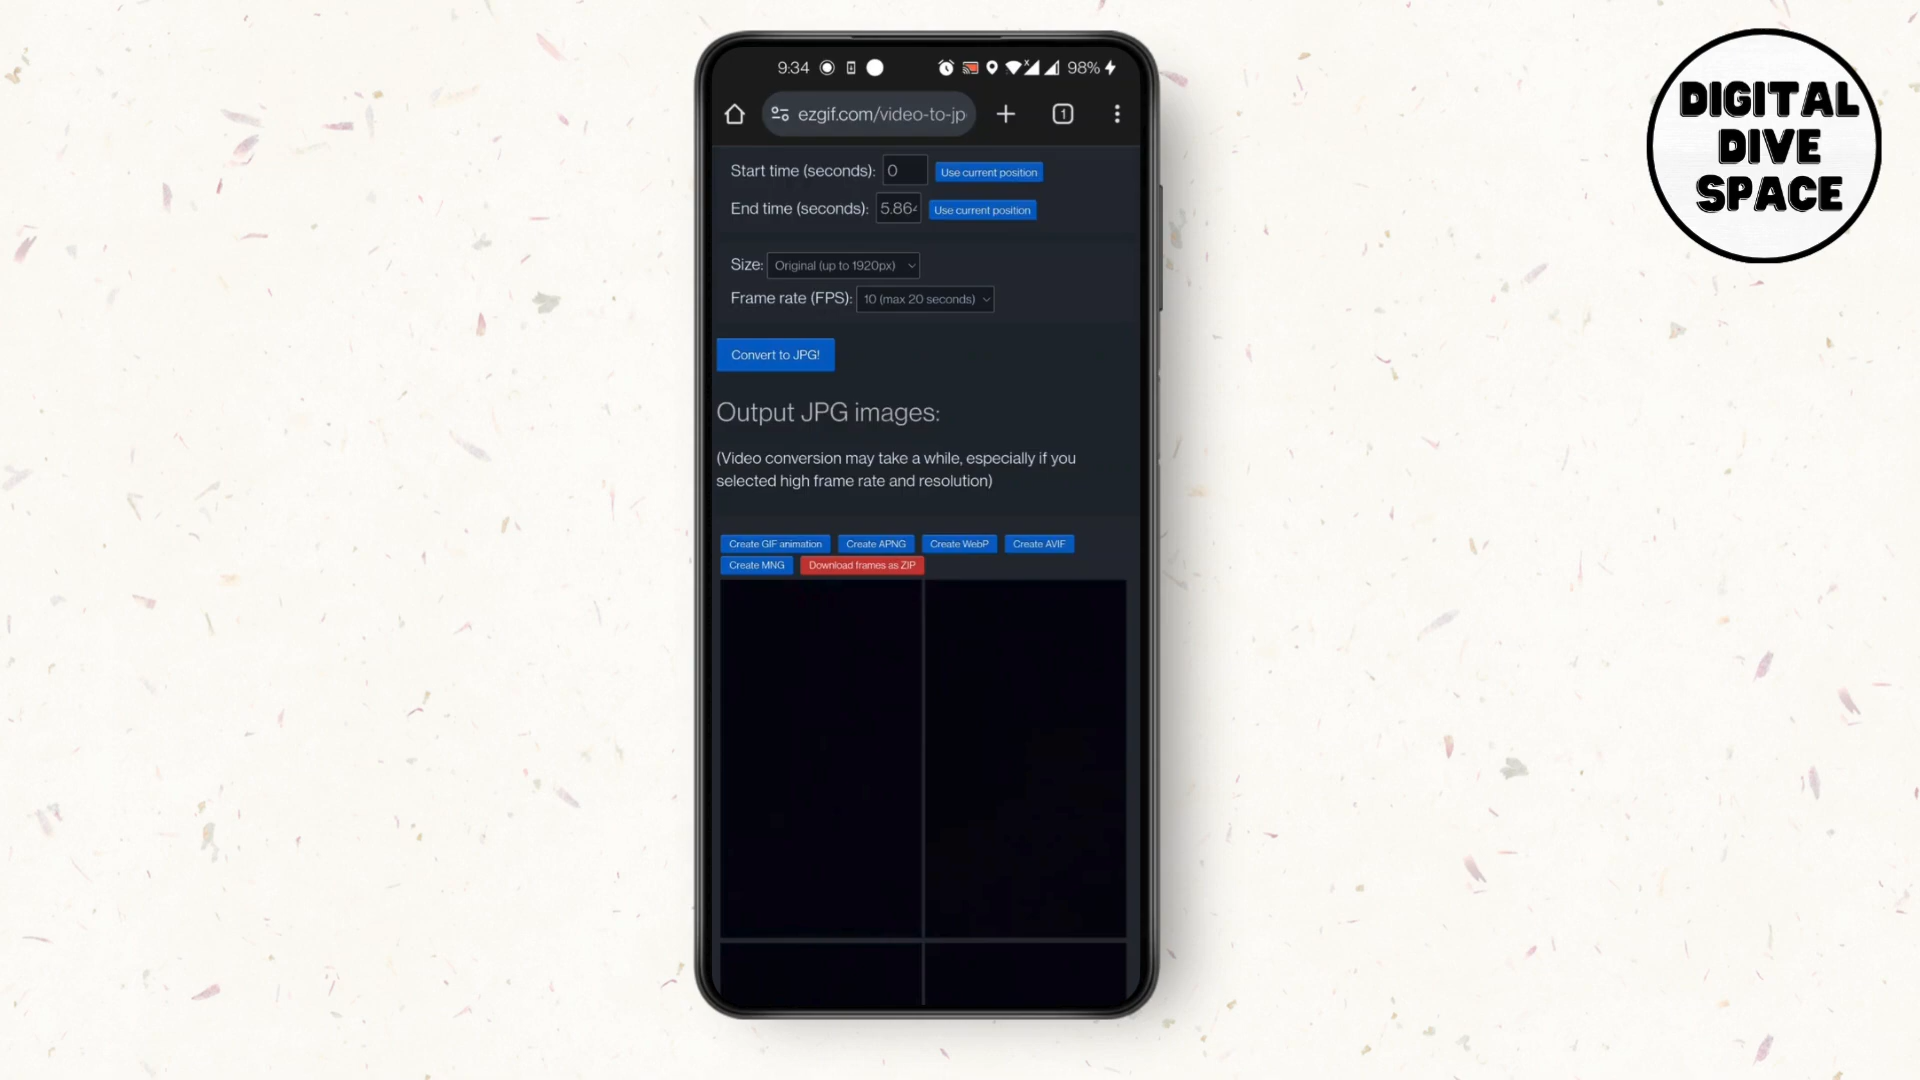 DIGITAL
DIVE
SPACE
9:34
98%
ezgif.com/video-to-jp
1
Start time (seconds): 0 Use current position
End time (seconds): 5.864 Use current position
Size: Original (up to 1920px)
Frame rate (FPS): 10 (max 20 seconds)
Convert to JPG!
Output JPG images:
(Video conversion may take a while, especially if you
selected high frame rate and resolution)
Create GIF animation Create APNG Create WebP Create AVIF
Create MNG Download frames as ZIP